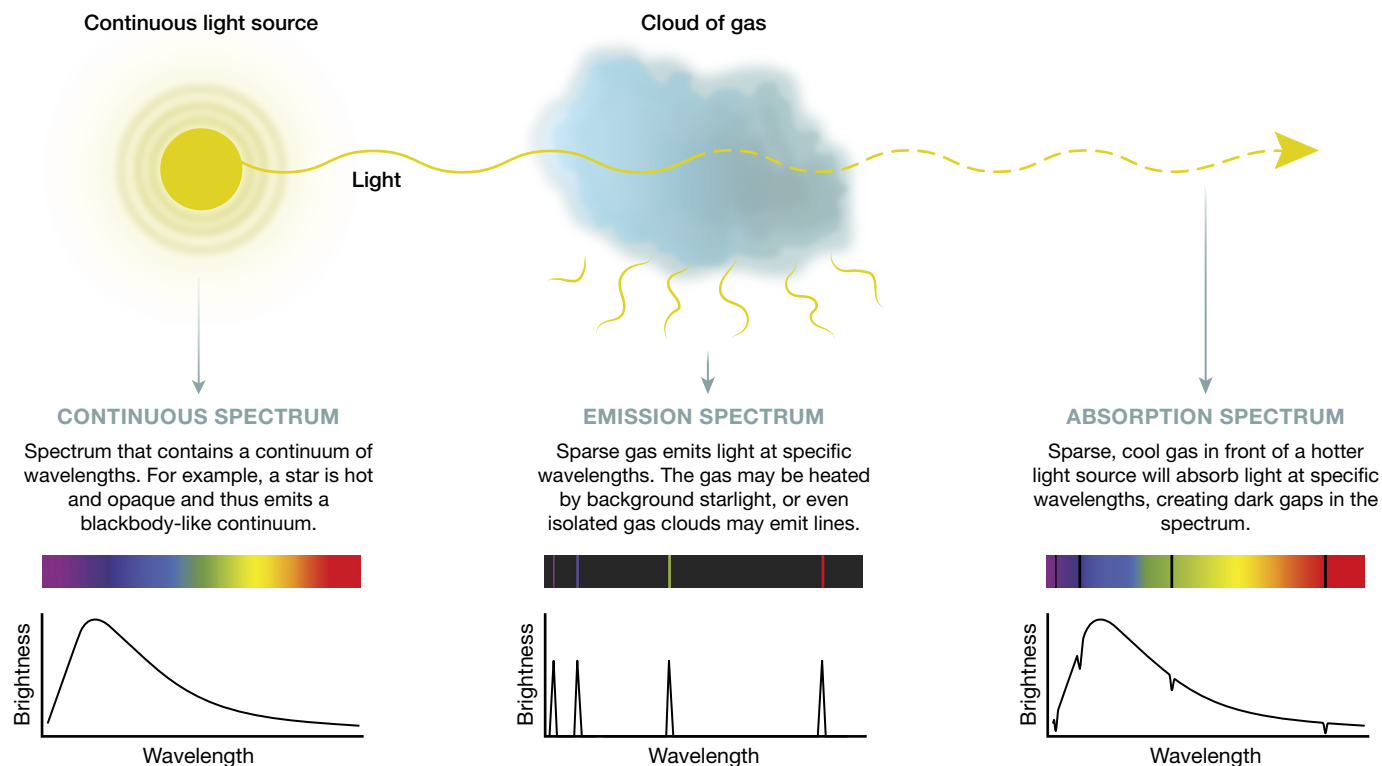 Continuous light source
Cloud of gas
Light
CONTINUOUS SPECTRUM
Spectrum that contains a continuum of
wavelengths. For example, a star is hot
and opaque and thus emits a
blackbody-like continuum.
Brightness
Wavelength
EMISSION SPECTRUM
Sparse gas emits light at specific
wavelengths. The gas may be heated
by background starlight, or even
isolated gas clouds may emit lines.
Brightness
Wavelength
ABSORPTION SPECTRUM
Sparse, cool gas in front of a hotter
light source will absorb light at specific
wavelengths, creating dark gaps in the
spectrum.
Brightness
Wavelength